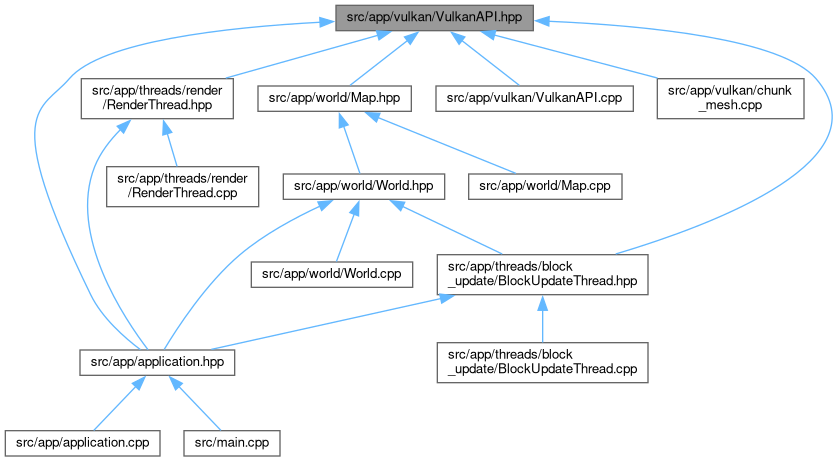 src/app/vulkan/VulkanAPI.hpp
src/app/threads/render
/RenderThread.hpp
src/app/world/Map.hpp
src/app/vulkan/VulkanAPI.cpp
src/app/vulkan/chunk
_mesh.cpp
src/app/threads/render
/RenderThread.cpp
src/app/world/World.hpp
src/app/world/Map.cpp
src/app/world/World.cpp
src/app/threads/block
_update/BlockUpdateThread.hpp
src/app/application.hpp
src/app/threads/block
_update/BlockUpdateThread.cpp
src/app/application.cpp
src/main.cpp